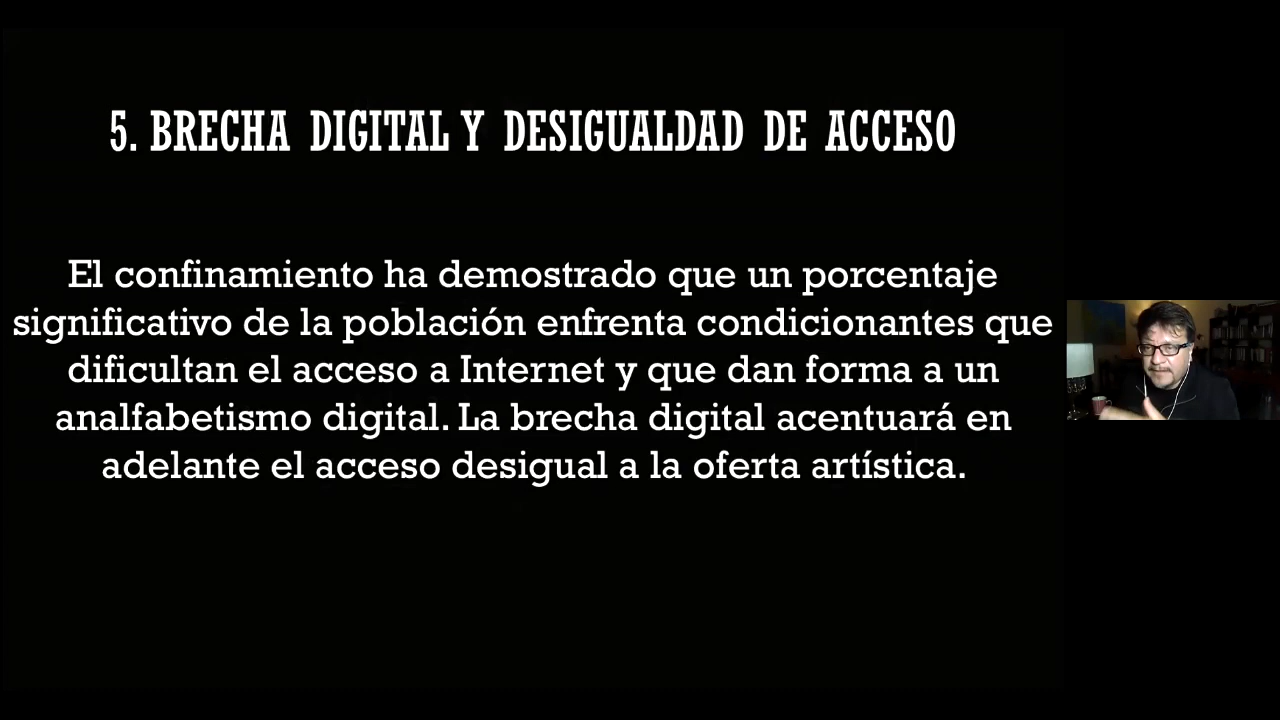 5. BRECHA DIGITAL Y DESIGUALDAD DE ACCESO
El confinamiento ha demostrado que un porcentaje
significativo de la población enfrenta condicionantes que
dificultan el acceso a Internet y que dan forma a un
analfabetismo digital. La brecha digital acentuará en
adelante el acceso desigual a la oferta artística.